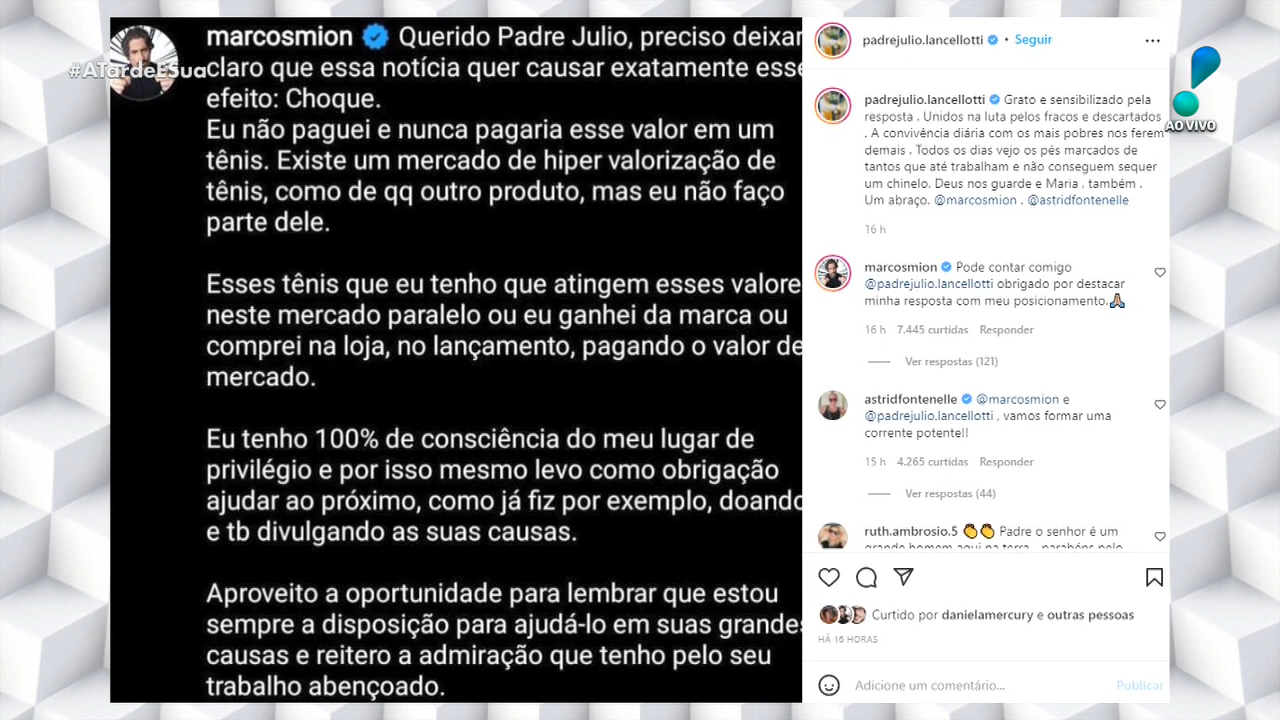 marcosmion Querido Padre Julio, preciso deixar
claro que essa notícia quer causar exatamente esse
efeito: Choque.
Eu não paguei e nunca pagaria esse valor em um
tênis. Existe um mercado de hiper valorização de
tênis, como de qq outro produto, mas eu não faço
parte dele.
Esses tênis que eu tenho que atingem esses valore
neste mercado paralelo ou eu ganhei da marca ou
comprei na loja, no lançamento, pagando o valor de
mercado.
Eu tenho 100% de consciência do meu lugar de
privilégio e por isso mesmo levo como obrigação
ajudar ao próximo, como já fiz por exemplo, doando
e tb divulgando as suas causas.
Aproveito a oportunidade para lembrar que estou
sempre a disposição para ajudá-lo em suas grandes
causas e reitero a admiração que tenho pelo seu
trabalho abençoado.
#ATardeÉSua
padrejulio.lancellotti • Seguir
padrejulio.lancellotti Grato e sensibilizado pela
resposta . Unidos na luta pelos fracos e descartados
. A convivência diária com os mais pobres nos ferem
demais . Todos os dias vejo os pés marcados de
tantos que até trabalham e não conseguem sequer
um chinelo. Deus nos guarde e Maria , também .
Um abraço. @marcosmion . @astridfontenelle
16 h
marcosmion Pode contar comigo
@padrejulio.lancellotti obrigado por destacar
minha resposta com meu posicionamento.🙏🏼
16 h 7.445 curtidas Responder
Ver respostas (121)
astridfontenelle @marcosmion e
@padrejulio.lancellotti , vamos formar uma
corrente potente!!
15 h 4.265 curtidas Responder
Ver respostas (44)
ruth.ambrosio.5 👏👏 Padre o senhor é um
grande homem aqui na terra , parabéns pelo
Curtido por danielamercury e outras pessoas
HÁ 16 HORAS
Adicione um comentário...
Publicar
AO VIVO